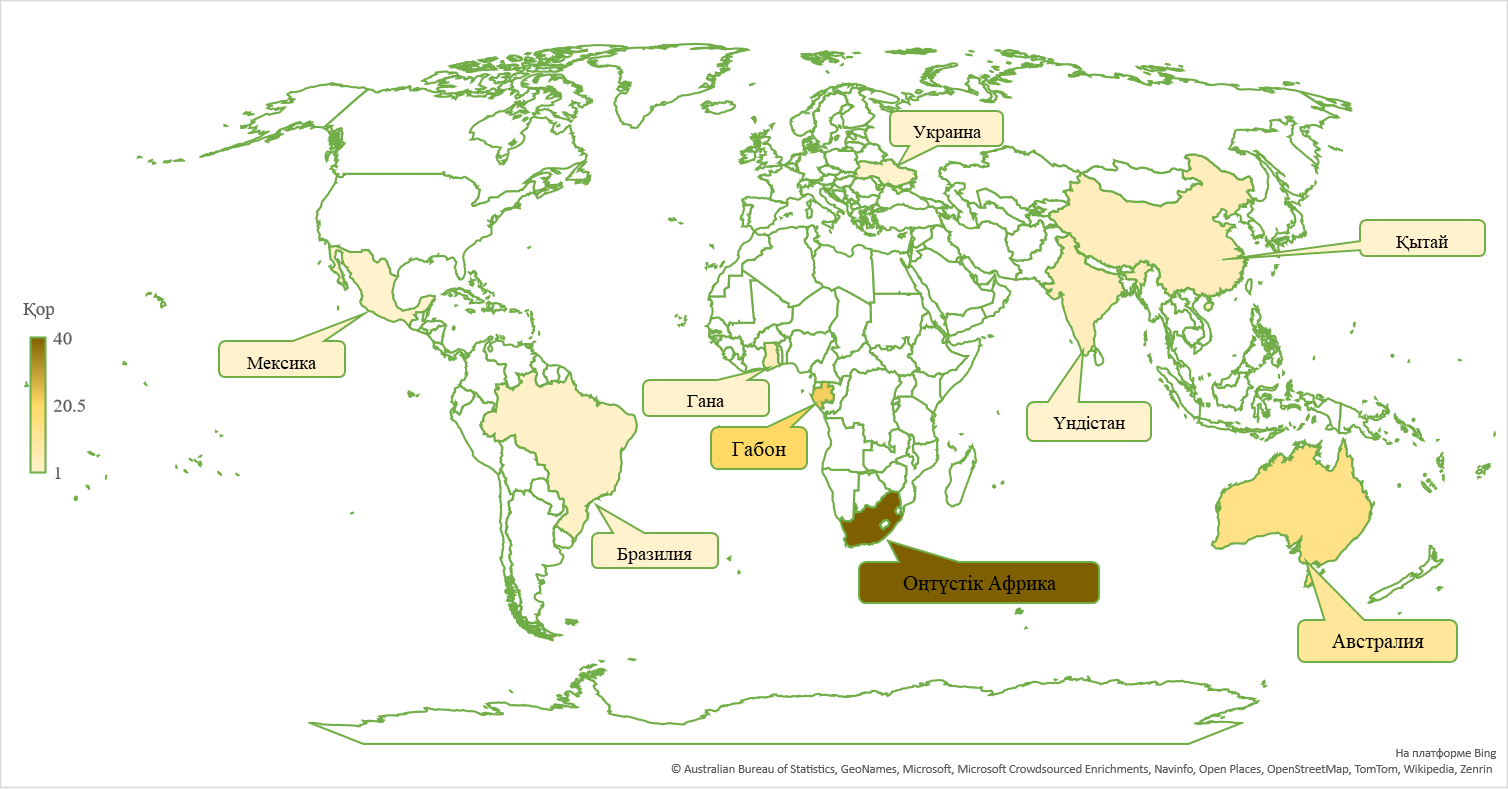 Украина
Қытай
Қор
40
20.5
1
Мексика
Гана
Габон
Үндістан
Бразилия
Оңтүстік Африка
Австралия
На платформе Bing
© Australian Bureau of Statistics, GeoNames, Microsoft, Microsoft Crowdsourced Enrichments, Navinfo, Open Places, OpenStreetMap, TomTom, Wikipedia, Zenrin